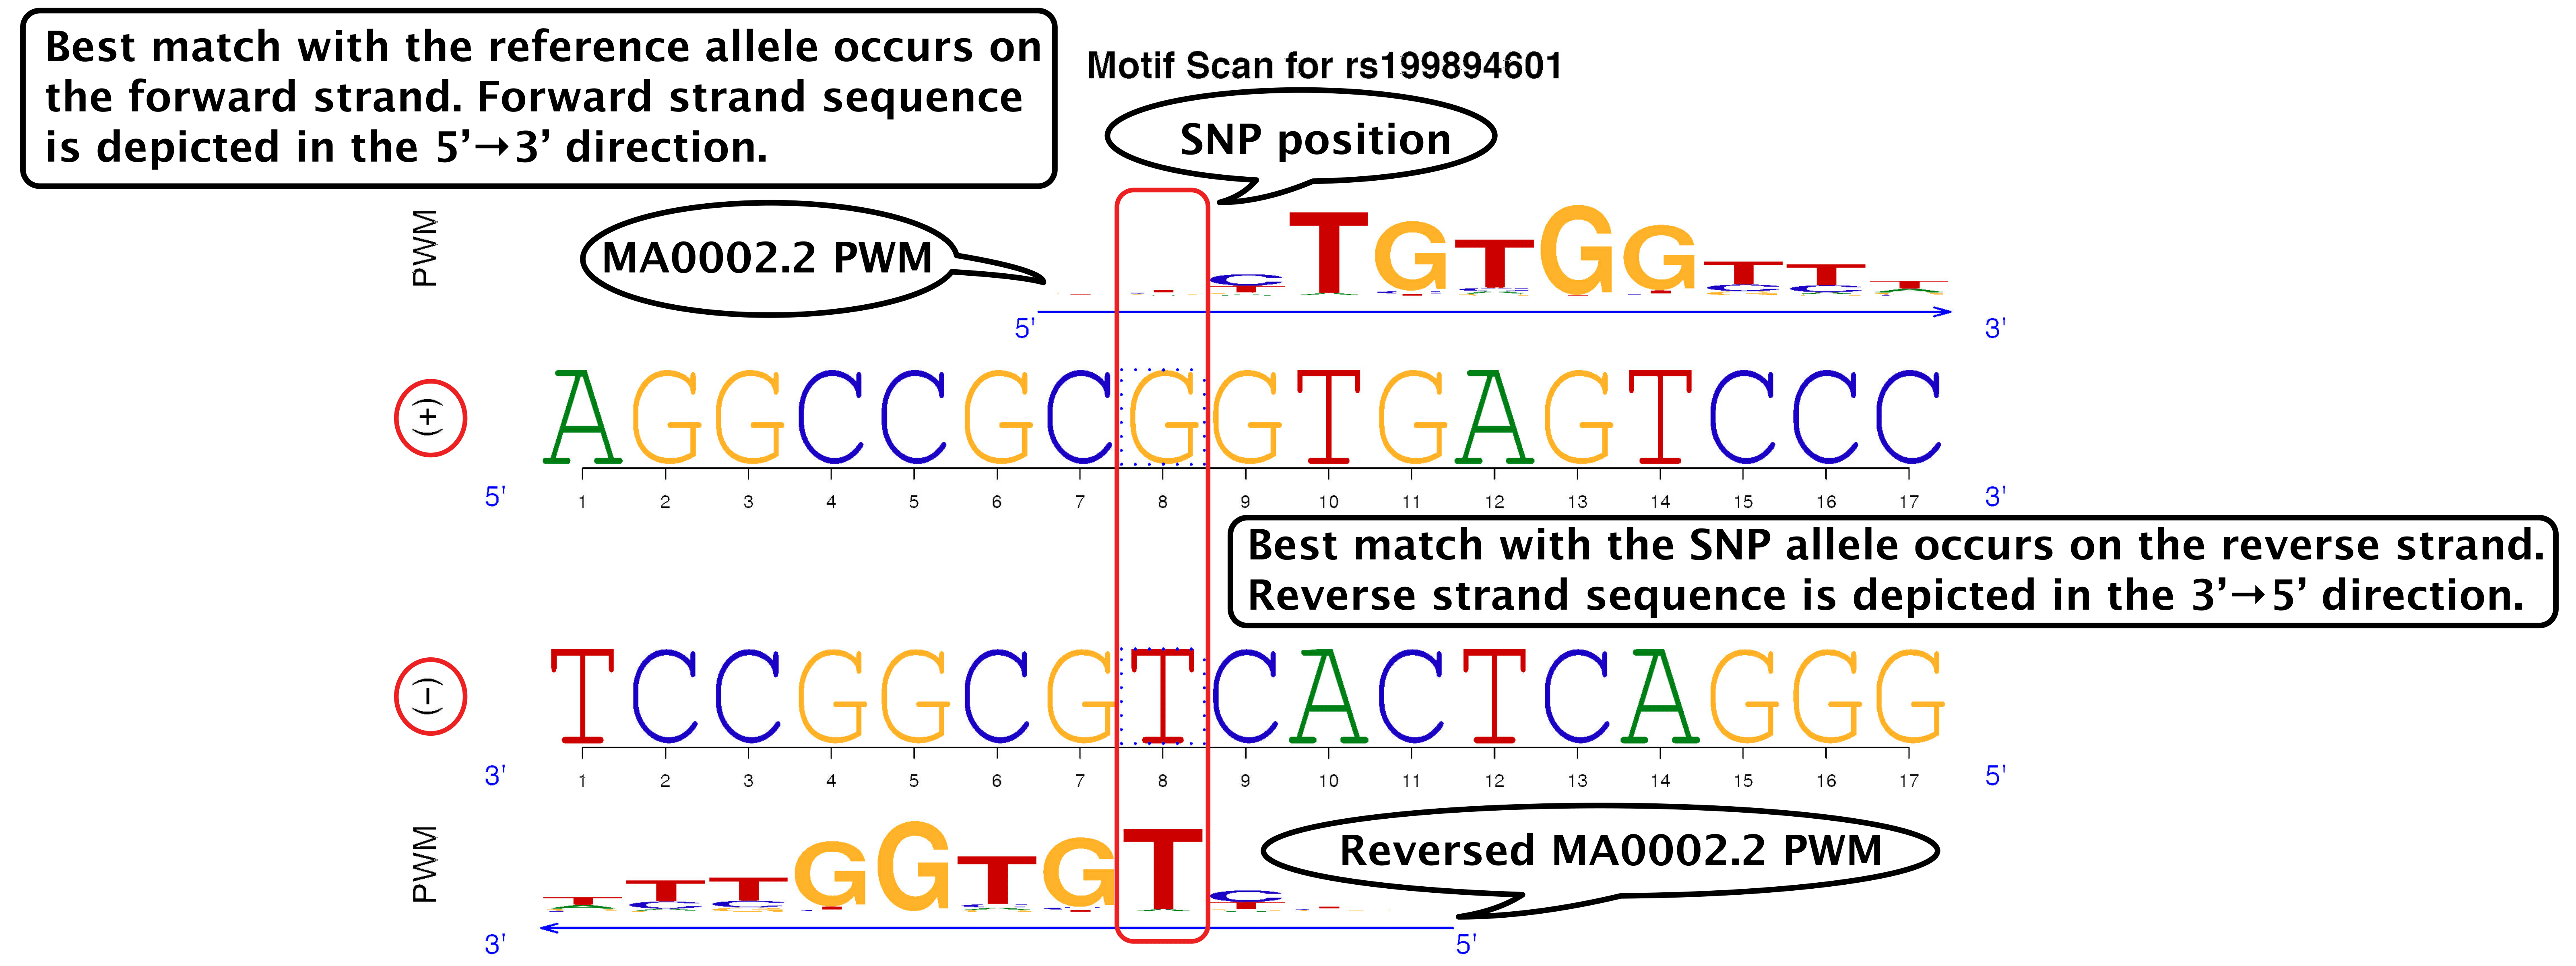 Best match with the reference allele occurs on
the forward strand. Forward strand sequence
is depicted in the 5’→3’ direction.
Motif Scan for rs199894601
SNP position
MA0002.2 PWM
PWM
C T G T G G T T T
5' 3'
(+)
A G G C C G C G G T G A G T C C C
1 2 3 4 5 6 7 8 9 10 11 12 13 14 15 16 17
5' 3'
Best match with the SNP allele occurs on the reverse strand.
Reverse strand sequence is depicted in the 3’→5’ direction.
(−)
T C C G G C G T C A C T C A G G G
1 2 3 4 5 6 7 8 9 10 11 12 13 14 15 16 17
3' 5'
PWM
T T T G G T G T C
Reversed MA0002.2 PWM
3' 5'